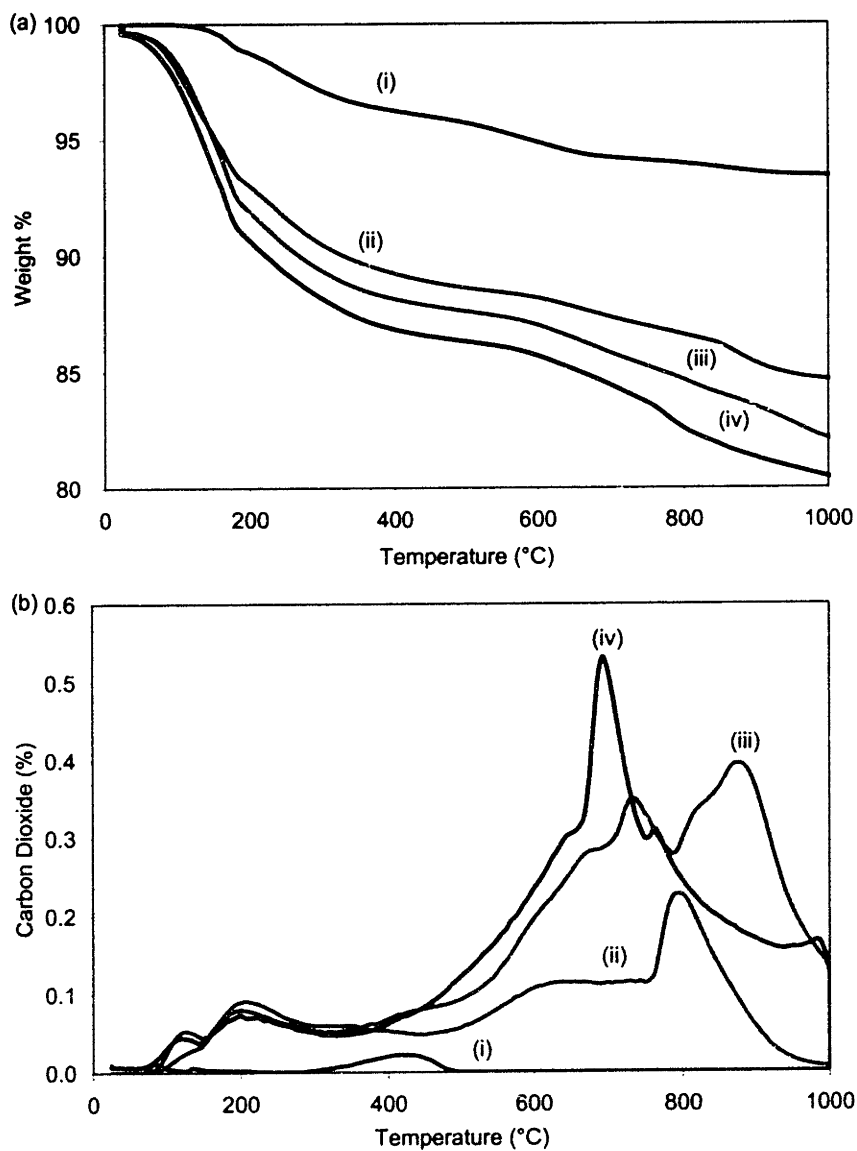 (a) 100
95
90
85
80
Weight %
(i)
(ii)
(iii)
(iv)
0 200 400 600 800 1000
Temperature (°C)
(b) 0.6
0.5
0.4
0.3
0.2
0.1
0.0
Carbon Dioxide (%)
(iv)
(iii)
(ii)
(i)
0 200 400 600 800 1000
Temperature (°C)